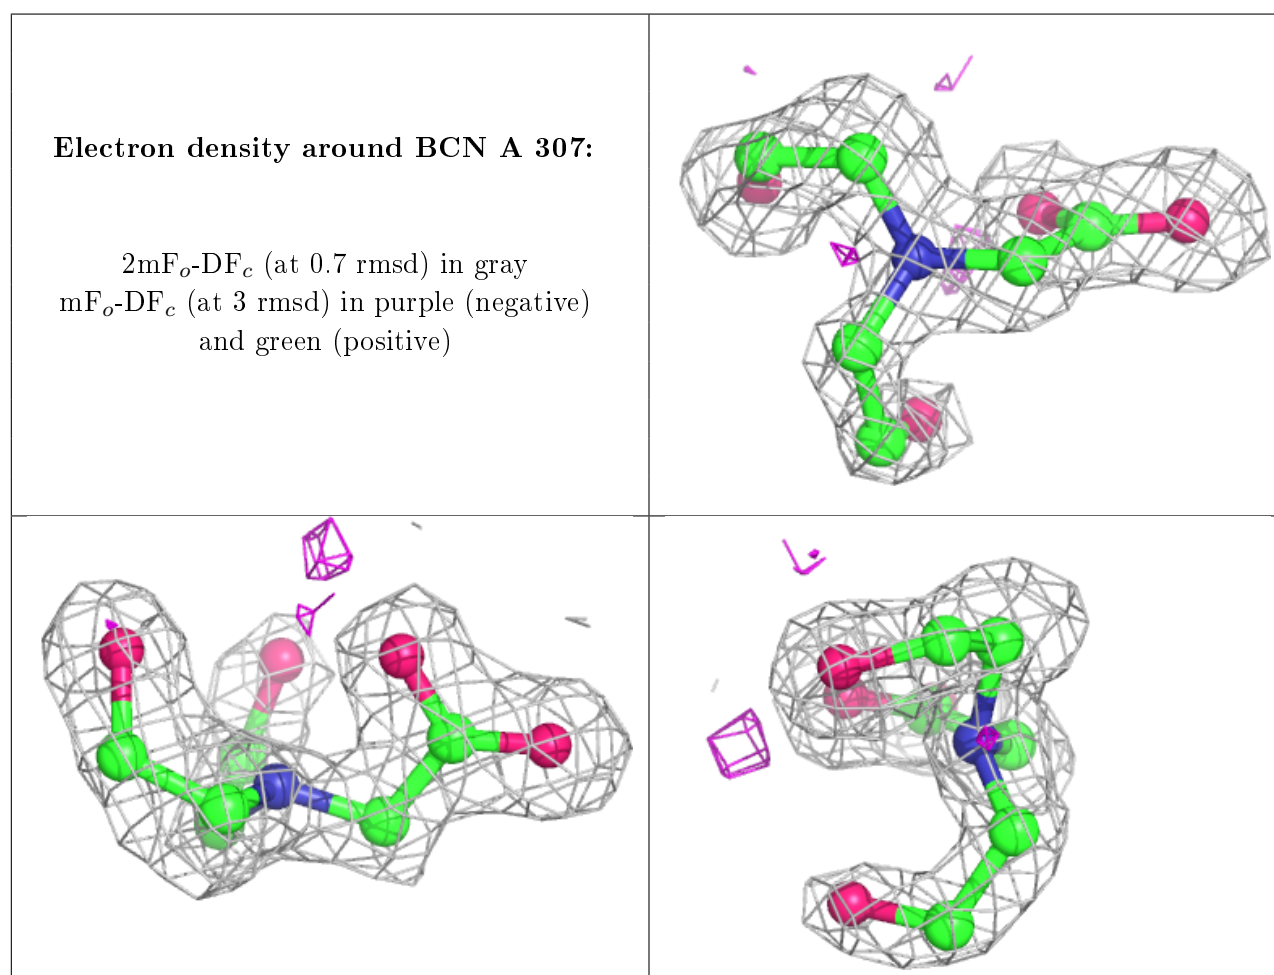 Electron density around BCN A 307:
2mFo-DFc (at 0.7 rmsd) in gray
mFo-DFc (at 3 rmsd) in purple (negative)
and green (positive)